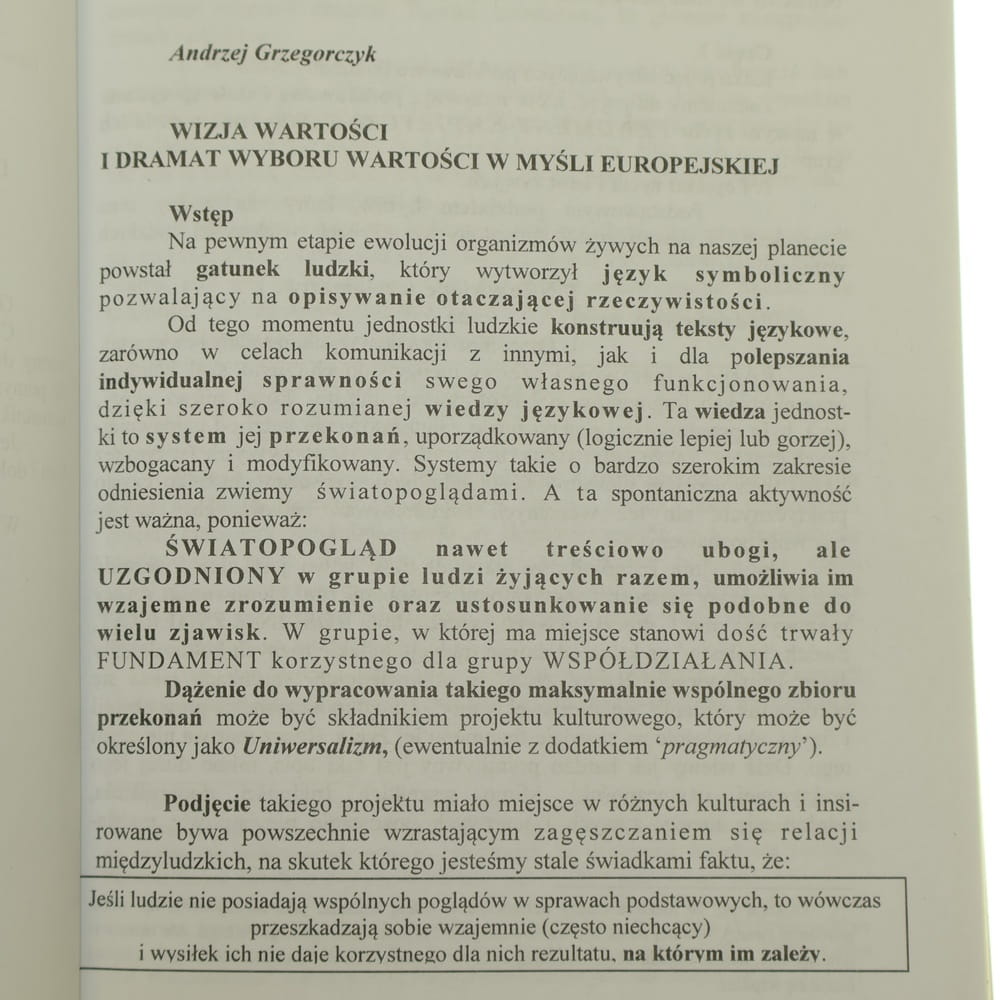 Andrzej Grzegorczyk
WIZJA WARTOŚCI
I DRAMAT WYBORU WARTOŚCI W MYŚLI EUROPEJSKIEJ
Wstęp
Na pewnym etapie ewolucji organizmów żywych na naszej planecie
powstał gatunek ludzki, który wytworzył język symboliczny
pozwalający na opisywanie otaczającej rzeczywistości.
Od tego momentu jednostki ludzkie konstruują teksty językowe,
zarówno w celach komunikacji z innymi, jak i dla polepszania
indywidualnej sprawności swego własnego funkcjonowania,
dzięki szeroko rozumianej wiedzy językowej. Ta wiedza jednost-
ki to system jej przekonań, uporządkowany (logicznie lepiej lub gorzej),
wzbogacany i modyfikowany. Systemy takie o bardzo szerokim zakresie
odniesienia zwiemy światopoglądami. A ta spontaniczna aktywność
jest ważna, ponieważ:
ŚWIATOPOGLĄD nawet treściowo ubogi, ale
UZGODNIONY w grupie ludzi żyjących razem, umożliwia im
wzajemne zrozumienie oraz ustosunkowanie się podobne do
wielu zjawisk. W grupie, w której ma miejsce stanowi dość trwały
FUNDAMENT korzystnego dla grupy WSPÓŁDZIAŁANIA.
Dążenie do wypracowania takiego maksymalnie wspólnego zbioru
przekonań może być składnikiem projektu kulturowego, który może być
określony jako Uniwersalizm, (ewentualnie z dodatkiem ‘pragmatyczny’).
Podjęcie takiego projektu miało miejsce w różnych kulturach i insi-
rowane bywa powszechnie wzrastającym zagęszczaniem się relacji
międzyludzkich, na skutek którego jesteśmy stale świadkami faktu, że:
Jeśli ludzie nie posiadają wspólnych poglądów w sprawach podstawowych, to wówczas
przeszkadzają sobie wzajemnie (często niechcący)
i wysiłek ich nie daje korzystnego dla nich rezultatu, na którym im zależy.